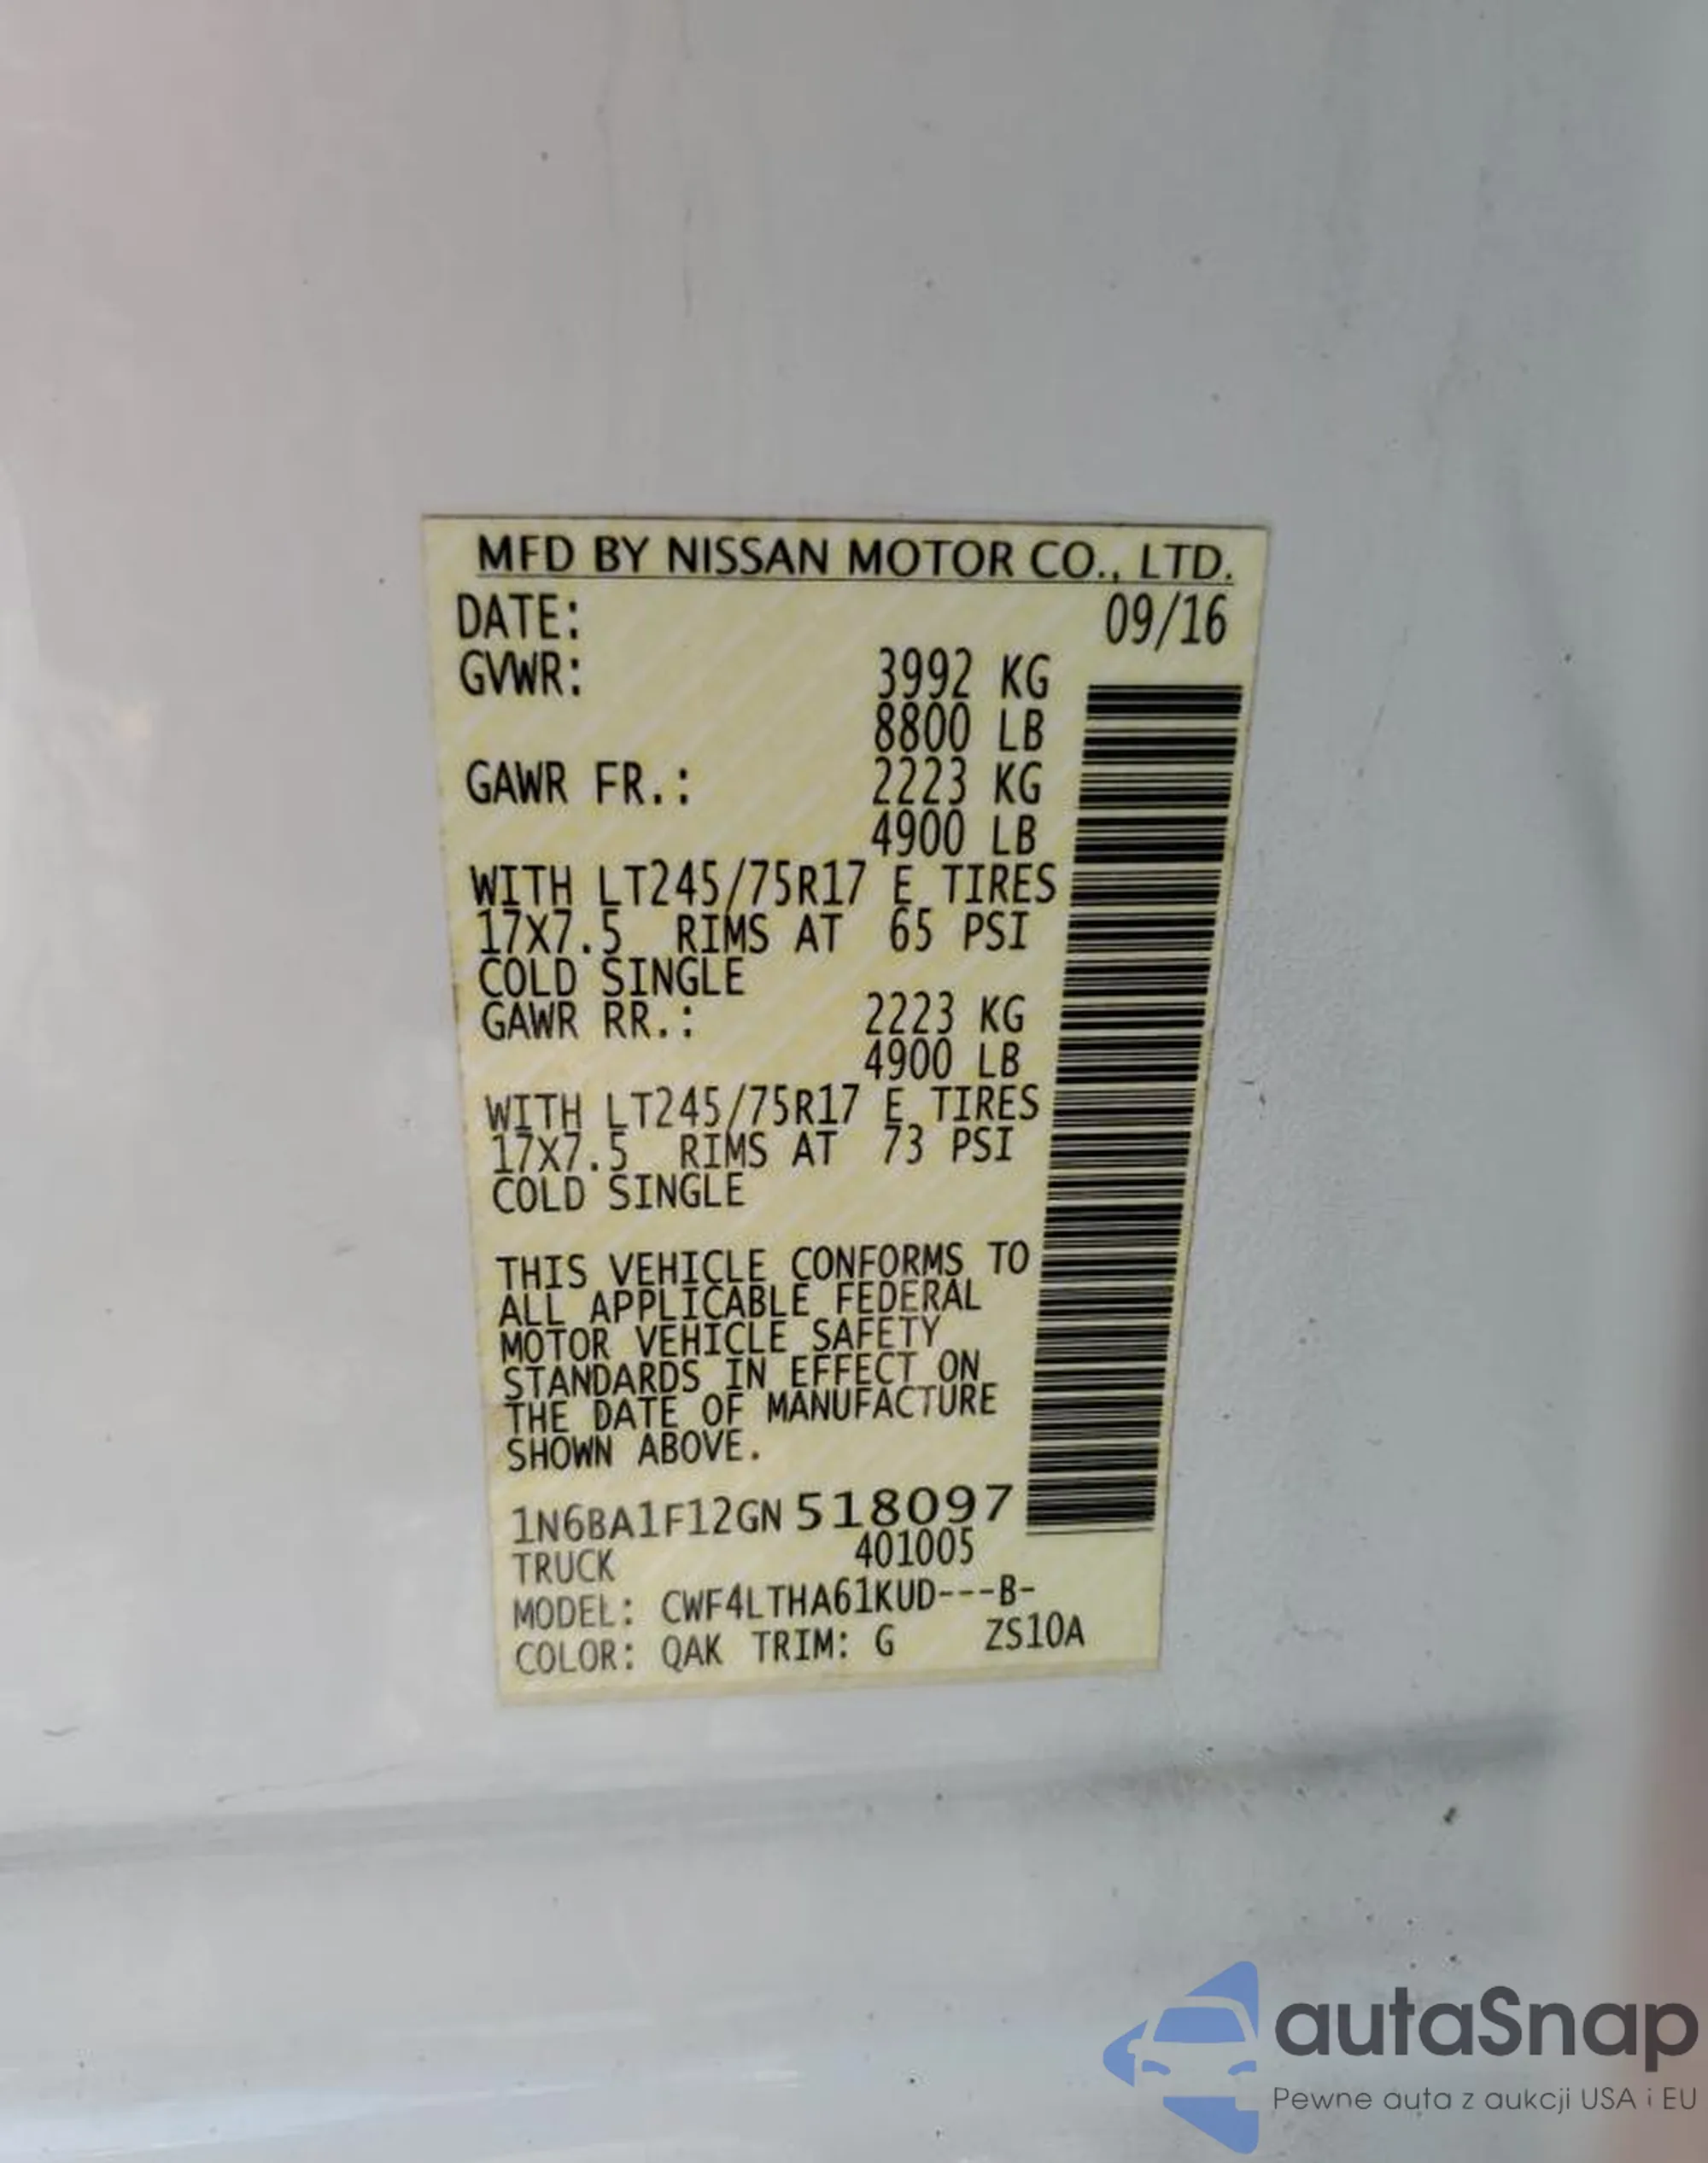 MFD BY NISSAN MOTOR CO., LTD.
DATE: 09/16
GVWR: 3992 KG
8800 LB
GAWR FR.: 2223 KG
4900 LB
WITH LT245/75R17 E TIRES
17X7.5 RIMS AT 65 PSI
COLD SINGLE
GAWR RR.: 2223 KG
4900 LB
WITH LT245/75R17 E TIRES
17X7.5 RIMS AT 73 PSI
COLD SINGLE
THIS VEHICLE CONFORMS TO
ALL APPLICABLE FEDERAL
MOTOR VEHICLE SAFETY
STANDARDS IN EFFECT ON
THE DATE OF MANUFACTURE
SHOWN ABOVE.
1N6BA1F12GN518097
TRUCK 401005
MODEL: CWF4LTHA61KUD---B-
COLOR: QAK TRIM: G ZS10A
autaSnap
Pewne auta z aukcji USA i EU